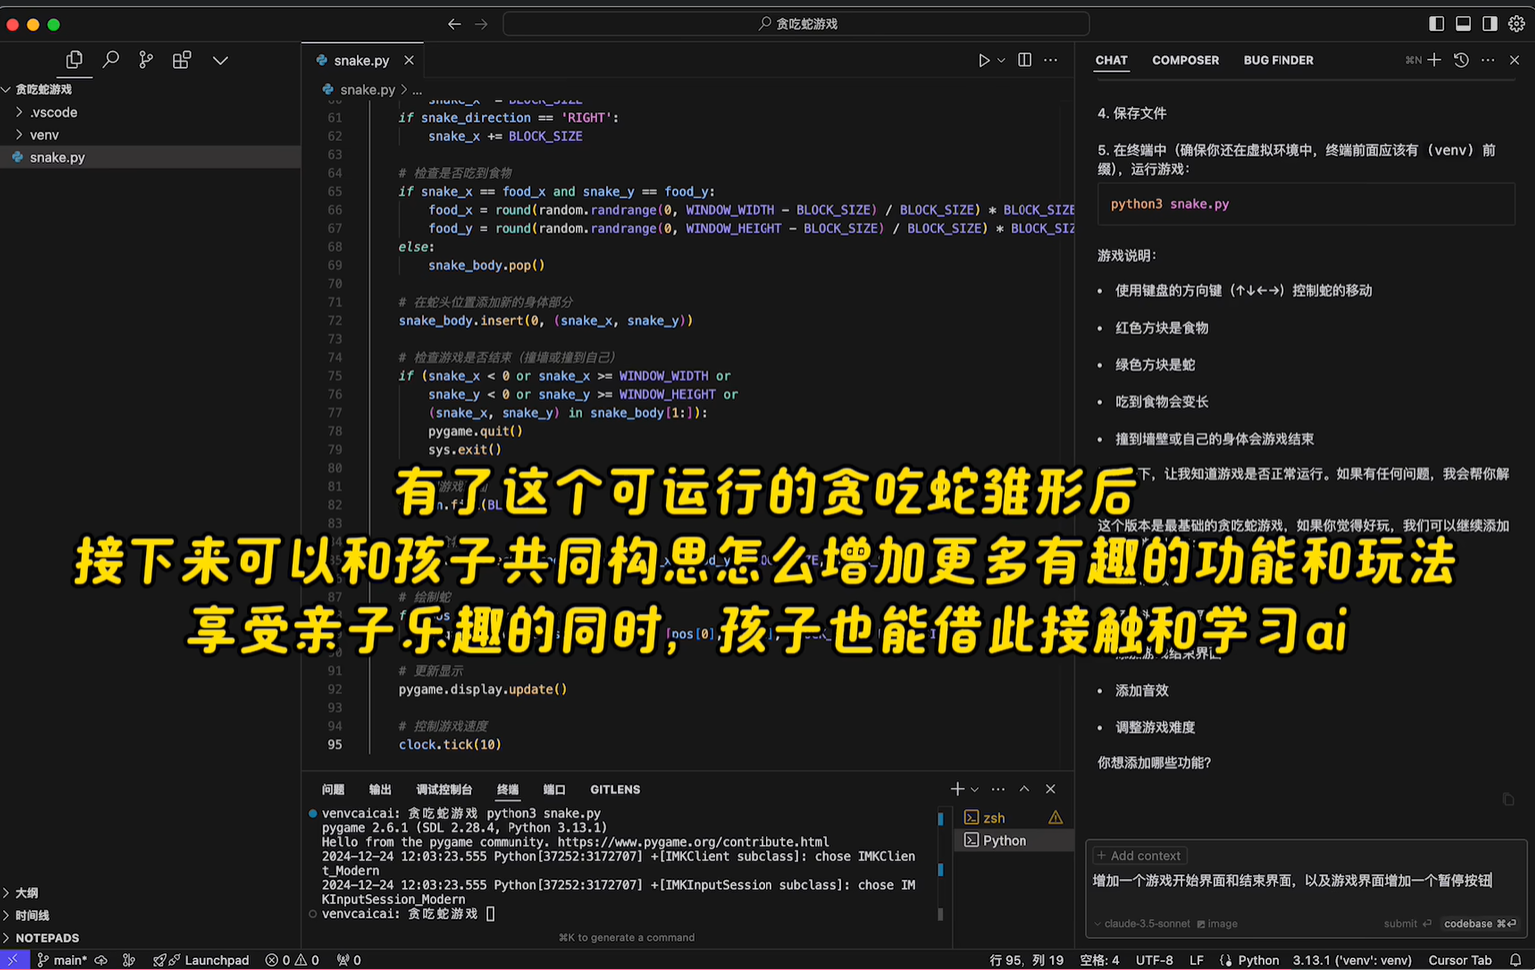 贪吃蛇游戏
snake.py
CHAT COMPOSER BUG FINDER ⌘N
贪吃蛇游戏
.vscode
venv
snake.py
snake.py > ...
61 if snake_direction == 'RIGHT':
62 snake_x += BLOCK_SIZE
63
64 # 检查是否吃到食物
65 if snake_x == food_x and snake_y == food_y:
66 food_x = round(random.randrange(0, WINDOW_WIDTH - BLOCK_SIZE) / BLOCK_SIZE) * BLOCK_SIZE
67 food_y = round(random.randrange(0, WINDOW_HEIGHT - BLOCK_SIZE) / BLOCK_SIZE) * BLOCK_SIZ
68 else:
69 snake_body.pop()
70
71 # 在蛇头位置添加新的身体部分
72 snake_body.insert(0, (snake_x, snake_y))
73
74 # 检查游戏是否结束（撞墙或撞到自己）
75 if (snake_x < 0 or snake_x >= WINDOW_WIDTH or
76 snake_y < 0 or snake_y >= WINDOW_HEIGHT or
77 (snake_x, snake_y) in snake_body[1:]):
78 pygame.quit()
79 sys.exit()
80
81
82
83
87 # 绘制蛇
91 # 更新显示
92 pygame.display.update()
93
94 # 控制游戏速度
95 clock.tick(10)
有了这个可运行的贪吃蛇雏形后
接下来可以和孩子共同构思怎么增加更多有趣的功能和玩法
享受亲子乐趣的同时，孩子也能借此接触和学习ai
4. 保存文件
5. 在终端中（确保你还在虚拟环境中，终端前面应该有（venv）前
缀），运行游戏：
python3 snake.py
游戏说明：
• 使用键盘的方向键（↑↓←→）控制蛇的移动
• 红色方块是食物
• 绿色方块是蛇
• 吃到食物会变长
• 撞到墙壁或自己的身体会游戏结束
下，让我知道游戏是否正常运行。如果有任何问题，我会帮你解
这个版本是最基础的贪吃蛇游戏，如果你觉得好玩，我们可以继续添加
• 添加音效
• 调整游戏难度
你想添加哪些功能？
问题 输出 调试控制台 终端 端口 GITLENS
venvcaicai: 贪吃蛇游戏 python3 snake.py
pygame 2.6.1 (SDL 2.28.4, Python 3.13.1)
Hello from the pygame community. https://www.pygame.org/contribute.html
2024-12-24 12:03:23.555 Python[37252:3172707] +[IMKClient subclass]: chose IMKClien
t_Modern
2024-12-24 12:03:23.555 Python[37252:3172707] +[IMKInputSession subclass]: chose IM
KInputSession_Modern
venvcaicai: 贪吃蛇游戏
⌘K to generate a command
zsh
Python
+ Add context
增加一个游戏开始界面和结束界面，以及游戏界面增加一个暂停按钮
claude-3.5-sonnet image submit ⏎ codebase ⌘⏎
大纲
时间线
NOTEPADS
main* Launchpad 0 0 0 行 95，列 19 空格: 4 UTF-8 LF Python 3.13.1 ('venv': venv) Cursor Tab